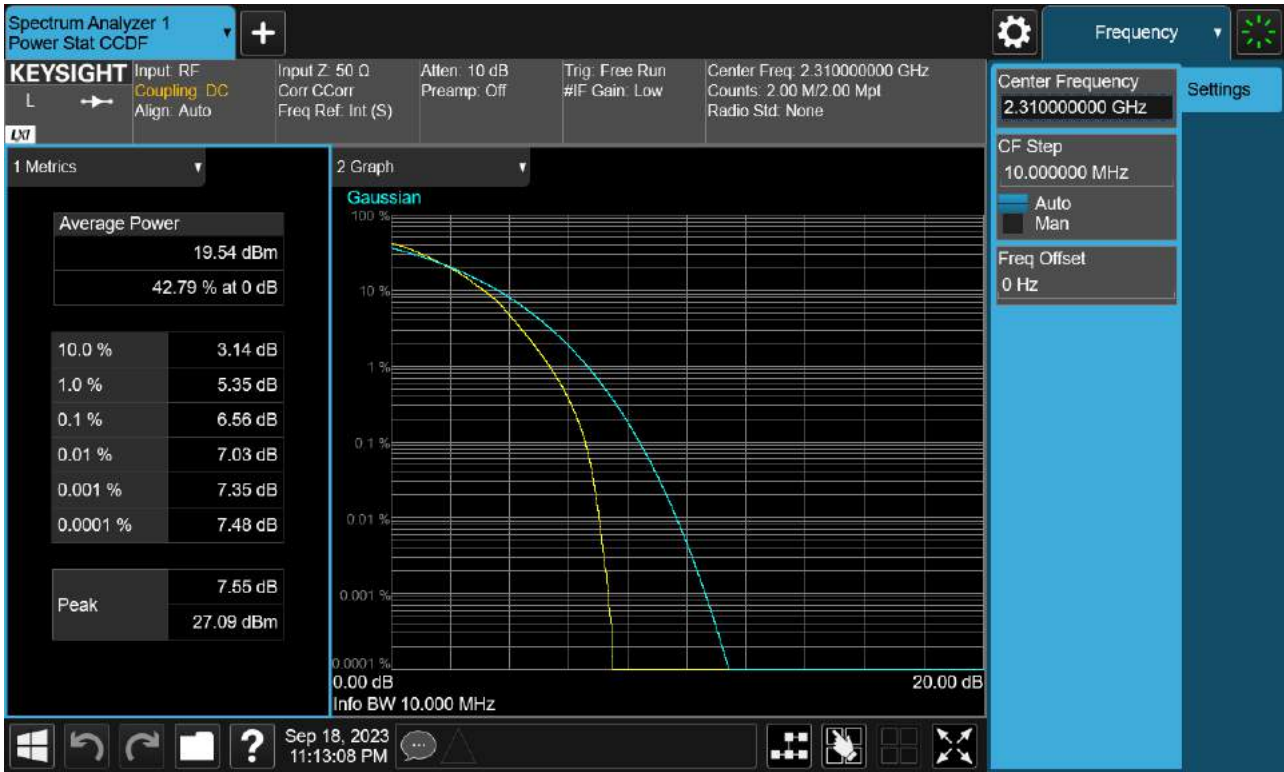 Spectrum Analyzer 1
Power Stat CCDF
Frequency
KEYSIGHT
L
LXI
Input: RF
Coupling: DC
Align: Auto
Input Z: 50 Ω
Corr CCorr
Freq Ref: Int (S)
Atten: 10 dB
Preamp: Off
Trig: Free Run
#IF Gain: Low
Center Freq: 2.310000000 GHz
Counts: 2.00 M/2.00 Mpt
Radio Std: None
Center Frequency
2.310000000 GHz
Settings
CF Step
10.000000 MHz
Auto
Man
Freq Offset
0 Hz
1 Metrics
Average Power
19.54 dBm
42.79 % at 0 dB
10.0 % 3.14 dB
1.0 % 5.35 dB
0.1 % 6.56 dB
0.01 % 7.03 dB
0.001 % 7.35 dB
0.0001 % 7.48 dB
Peak
7.55 dB
27.09 dBm
2 Graph
Gaussian
100 %
10 %
1 %
0.1 %
0.01 %
0.001 %
0.0001 %
0.00 dB 20.00 dB
Info BW 10.000 MHz
Sep 18, 2023
11:13:08 PM